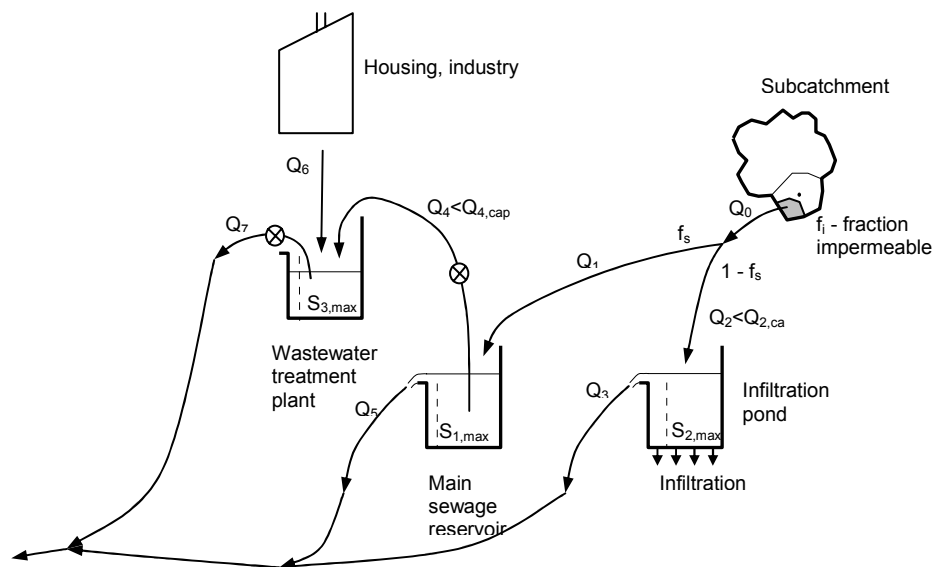 Housing, industry
Subcatchment
Q6
Q4<Q4,cap
Q0
Q7
fs
fi - fraction
impermeable
Q1
1 - fs
S3,max
Q2<Q2,ca
Wastewater
treatment
plant
Q5
Q3
Infiltration
pond
S1,max
S2,max
Main
sewage
reservoir
Infiltration